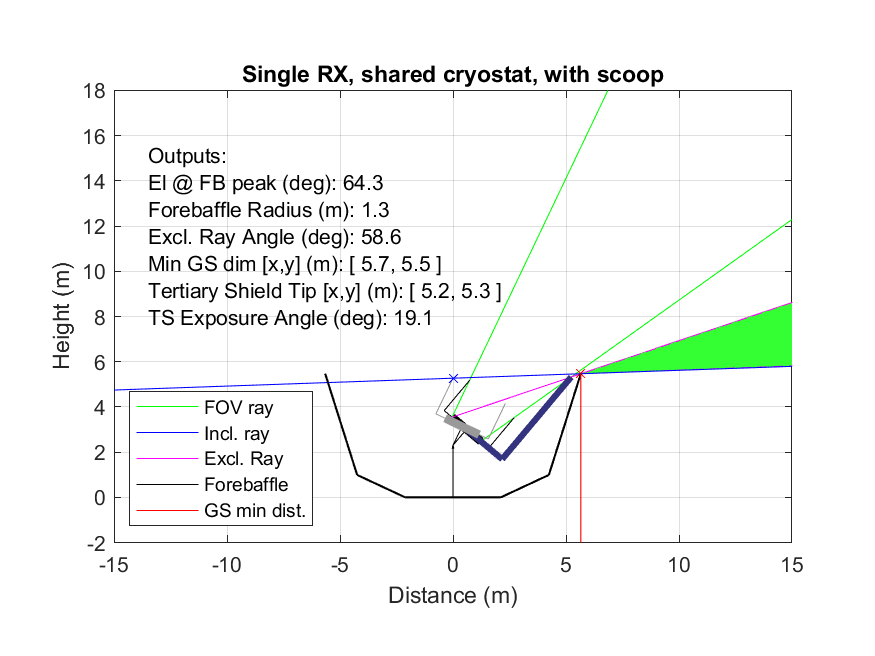 Single RX, shared cryostat, with scoop
18
16
14
12
10
8
6
4
2
0
-2
Height (m)
Outputs:
El @ FB peak (deg): 64.3
Forebaffle Radius (m): 1.3
Excl. Ray Angle (deg): 58.6
Min GS dim [x,y] (m): [ 5.7, 5.5 ]
Tertiary Shield Tip [x,y] (m): [ 5.2, 5.3 ]
TS Exposure Angle (deg): 19.1
FOV ray
Incl. ray
Excl. Ray
Forebaffle
GS min dist.
-15 -10 -5 0 5 10 15
Distance (m)